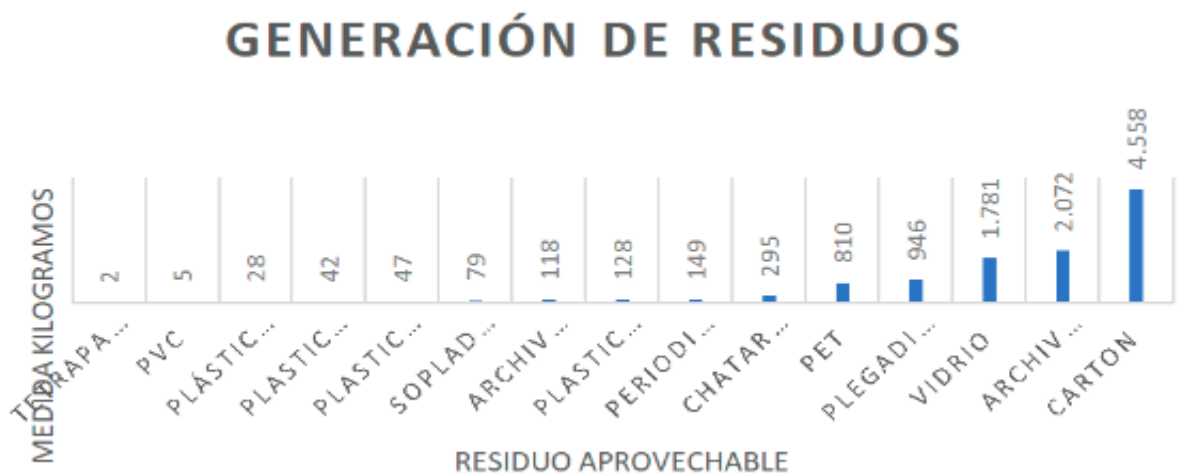 GENERACIÓN DE RESIDUOS
MEDIDA KILOGRAMOS
2
5
28
42
47
79
118
128
149
295
810
946
1.781
2.072
4.558
TETRAPA...
PVC
PLÁSTIC...
PLASTIC...
PLASTIC...
SOPLAD...
ARCHIV...
PLASTIC...
PERIODI...
CHATAR...
PET
PLEGADI...
VIDRIO
ARCHIV...
CARTON
RESIDUO APROVECHABLE